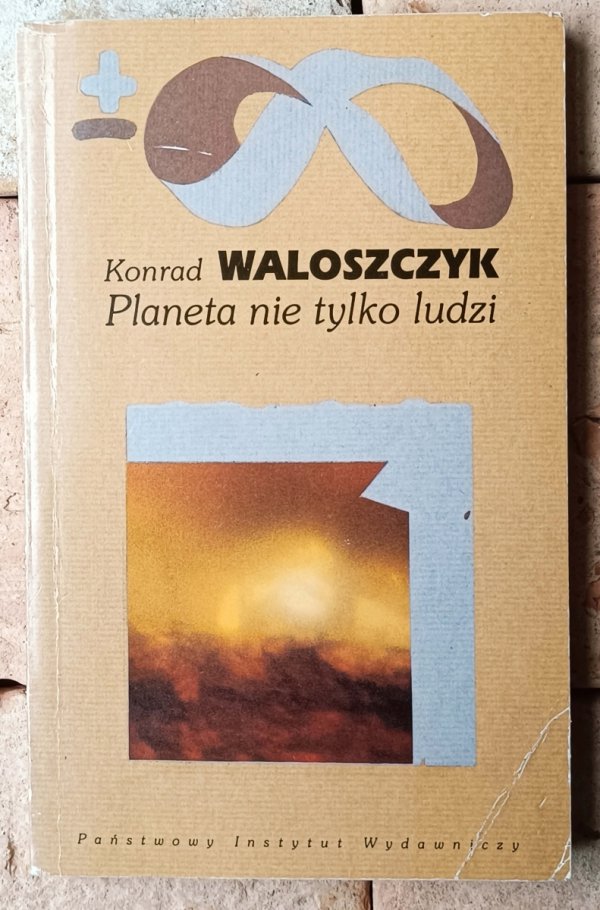 Konrad WALOSZCZYK
Planeta nie tylko ludzi
Państwowy Instytut Wydawniczy